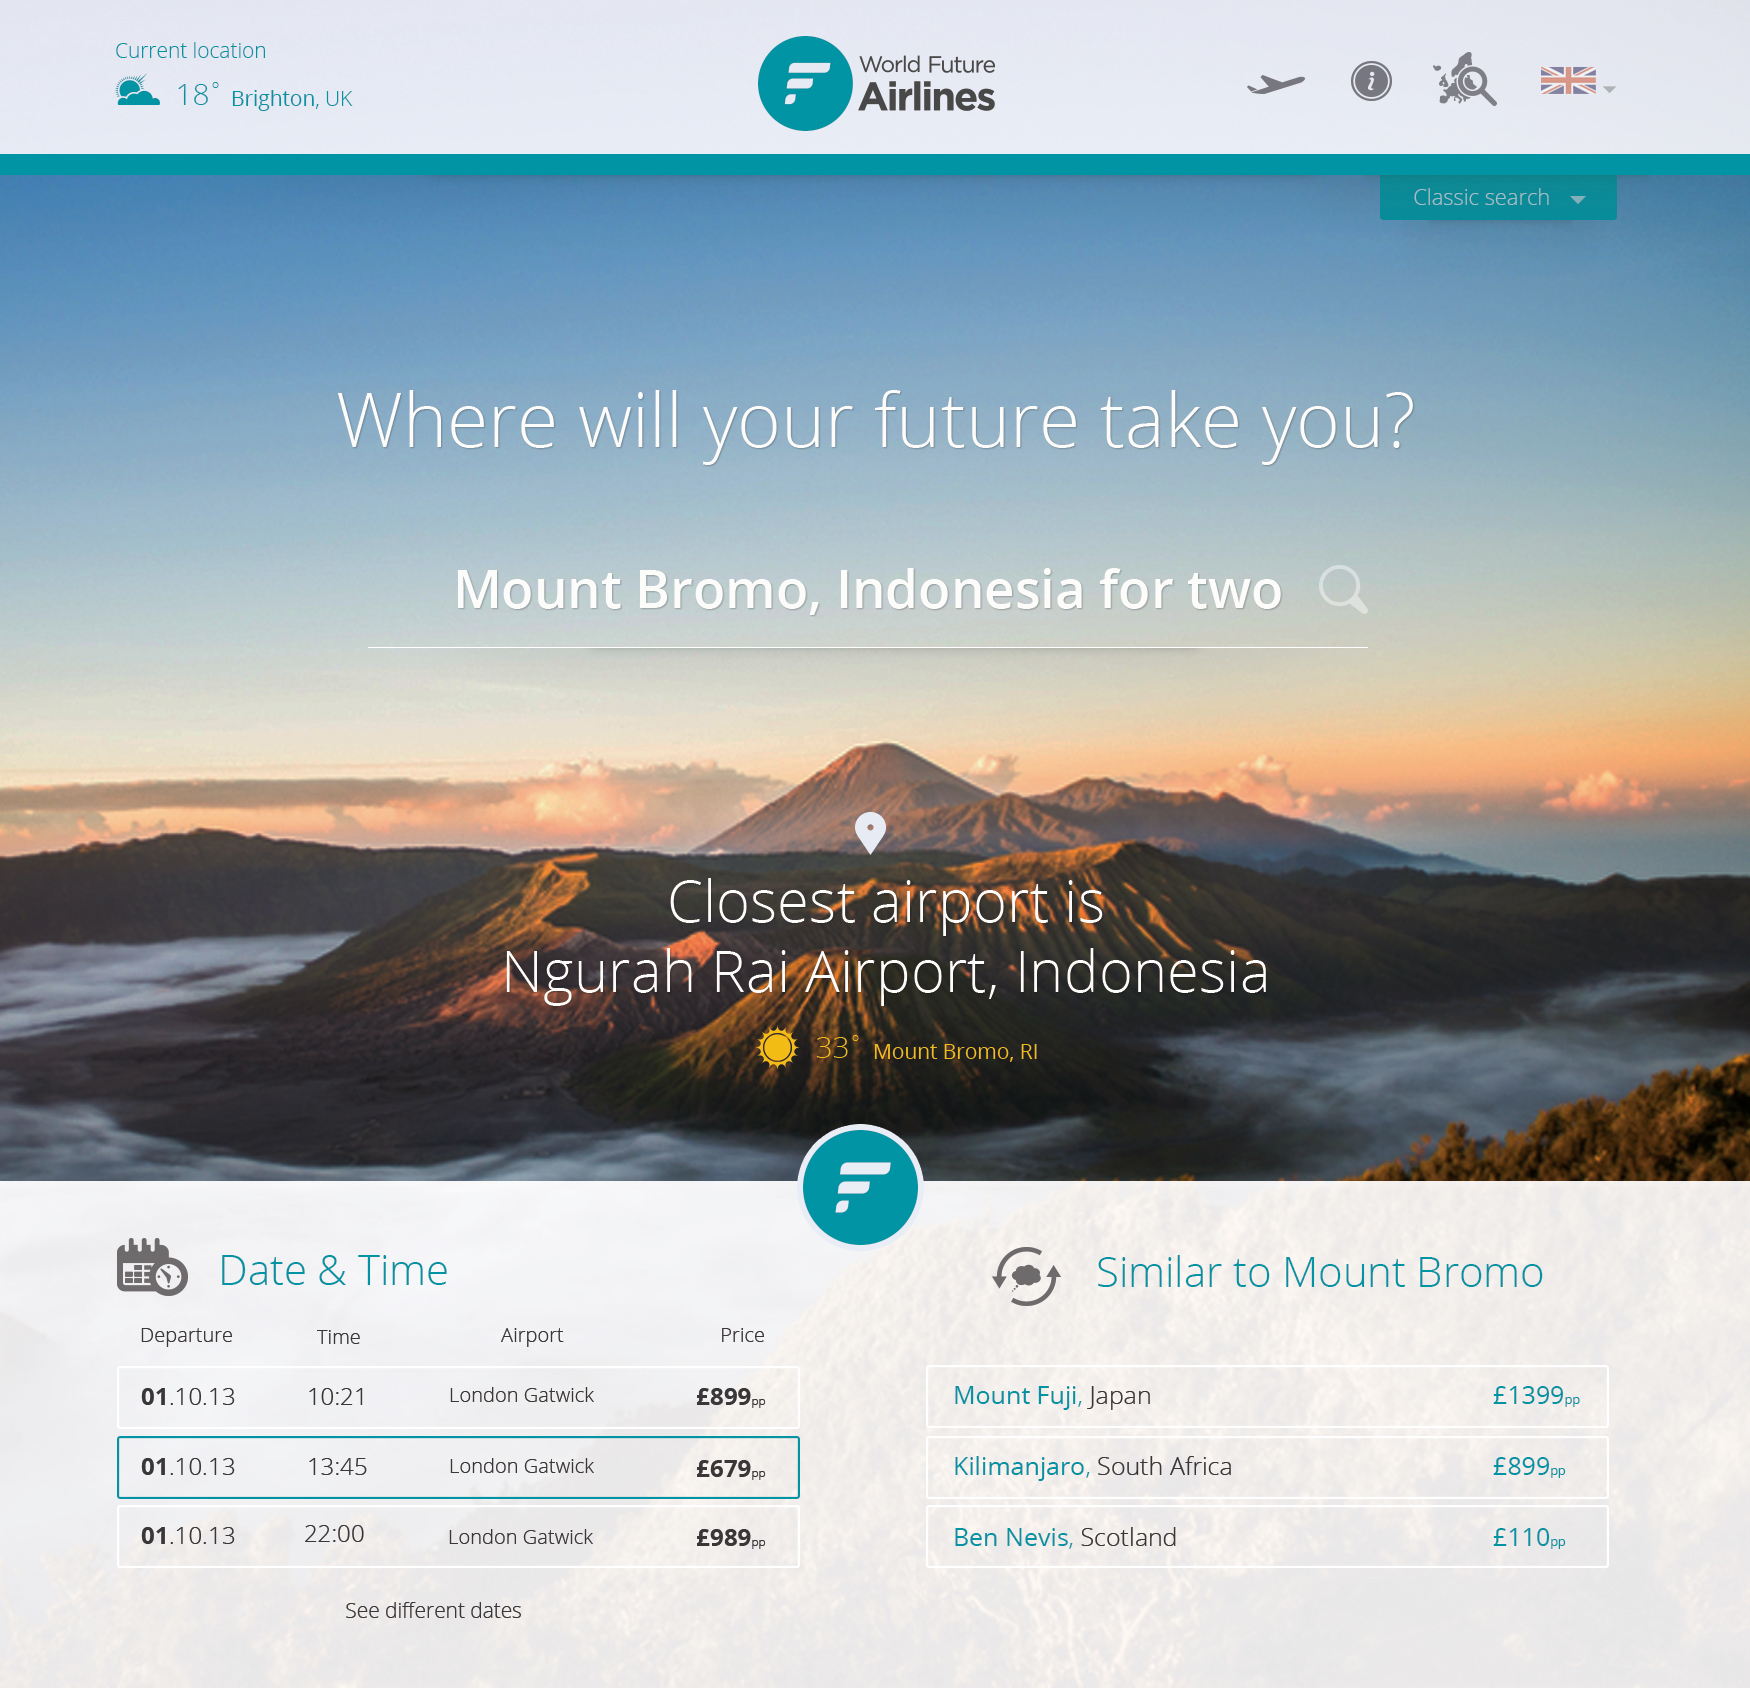 Current location
18° Brighton, UK
World Future
Airlines
Classic search
Where will your future take you?
Mount Bromo, Indonesia for two
Closest airport is
Ngurah Rai Airport, Indonesia
33° Mount Bromo, RI
Date & Time
Departure Time Airport Price
01.10.13 10:21 London Gatwick £899pp
01.10.13 13:45 London Gatwick £679pp
01.10.13 22:00 London Gatwick £989pp
See different dates
Similar to Mount Bromo
Mount Fuji, Japan £1399pp
Kilimanjaro, South Africa £899pp
Ben Nevis, Scotland £110pp